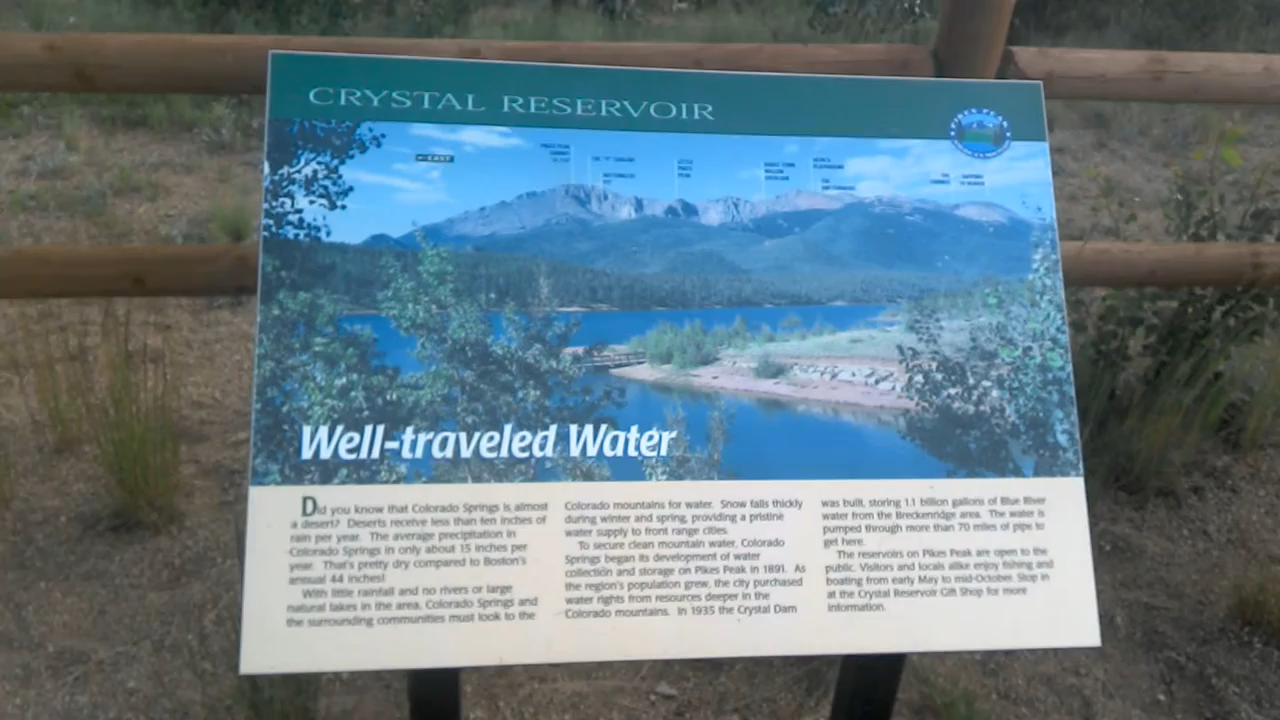 CRYSTAL RESERVOIR
EAST
Well-traveled Water
Did you know that Colorado Springs is almost
a desert? Deserts receive less than ten inches of
rain per year. The average precipitation in
Colorado Springs in only about 15 inches per
year. That's pretty dry compared to Boston's
annual 44 inches!
With little rainfall and no rivers or large
natural lakes in the area, Colorado Springs and
the surrounding communities must look to the
Colorado mountains for water. Snow falls thickly
during winter and spring, providing a pristine
water supply to front range cities.
To secure clean mountain water, Colorado
Springs began its development of water
collection and storage on Pikes Peak in 1891. As
the region's population grew, the city purchased
water rights from resources deeper in the
Colorado mountains. In 1935 the Crystal Dam
was built, storing 1.1 billion gallons of Blue River
water from the Breckenridge area. The water is
pumped through more than 70 miles of pipe to
get here.
The reservoirs on Pikes Peak are open to the
public. Visitors and locals alike enjoy fishing and
boating from early May to mid-October. Stop in
at the Crystal Reservoir Gift Shop for more
information.